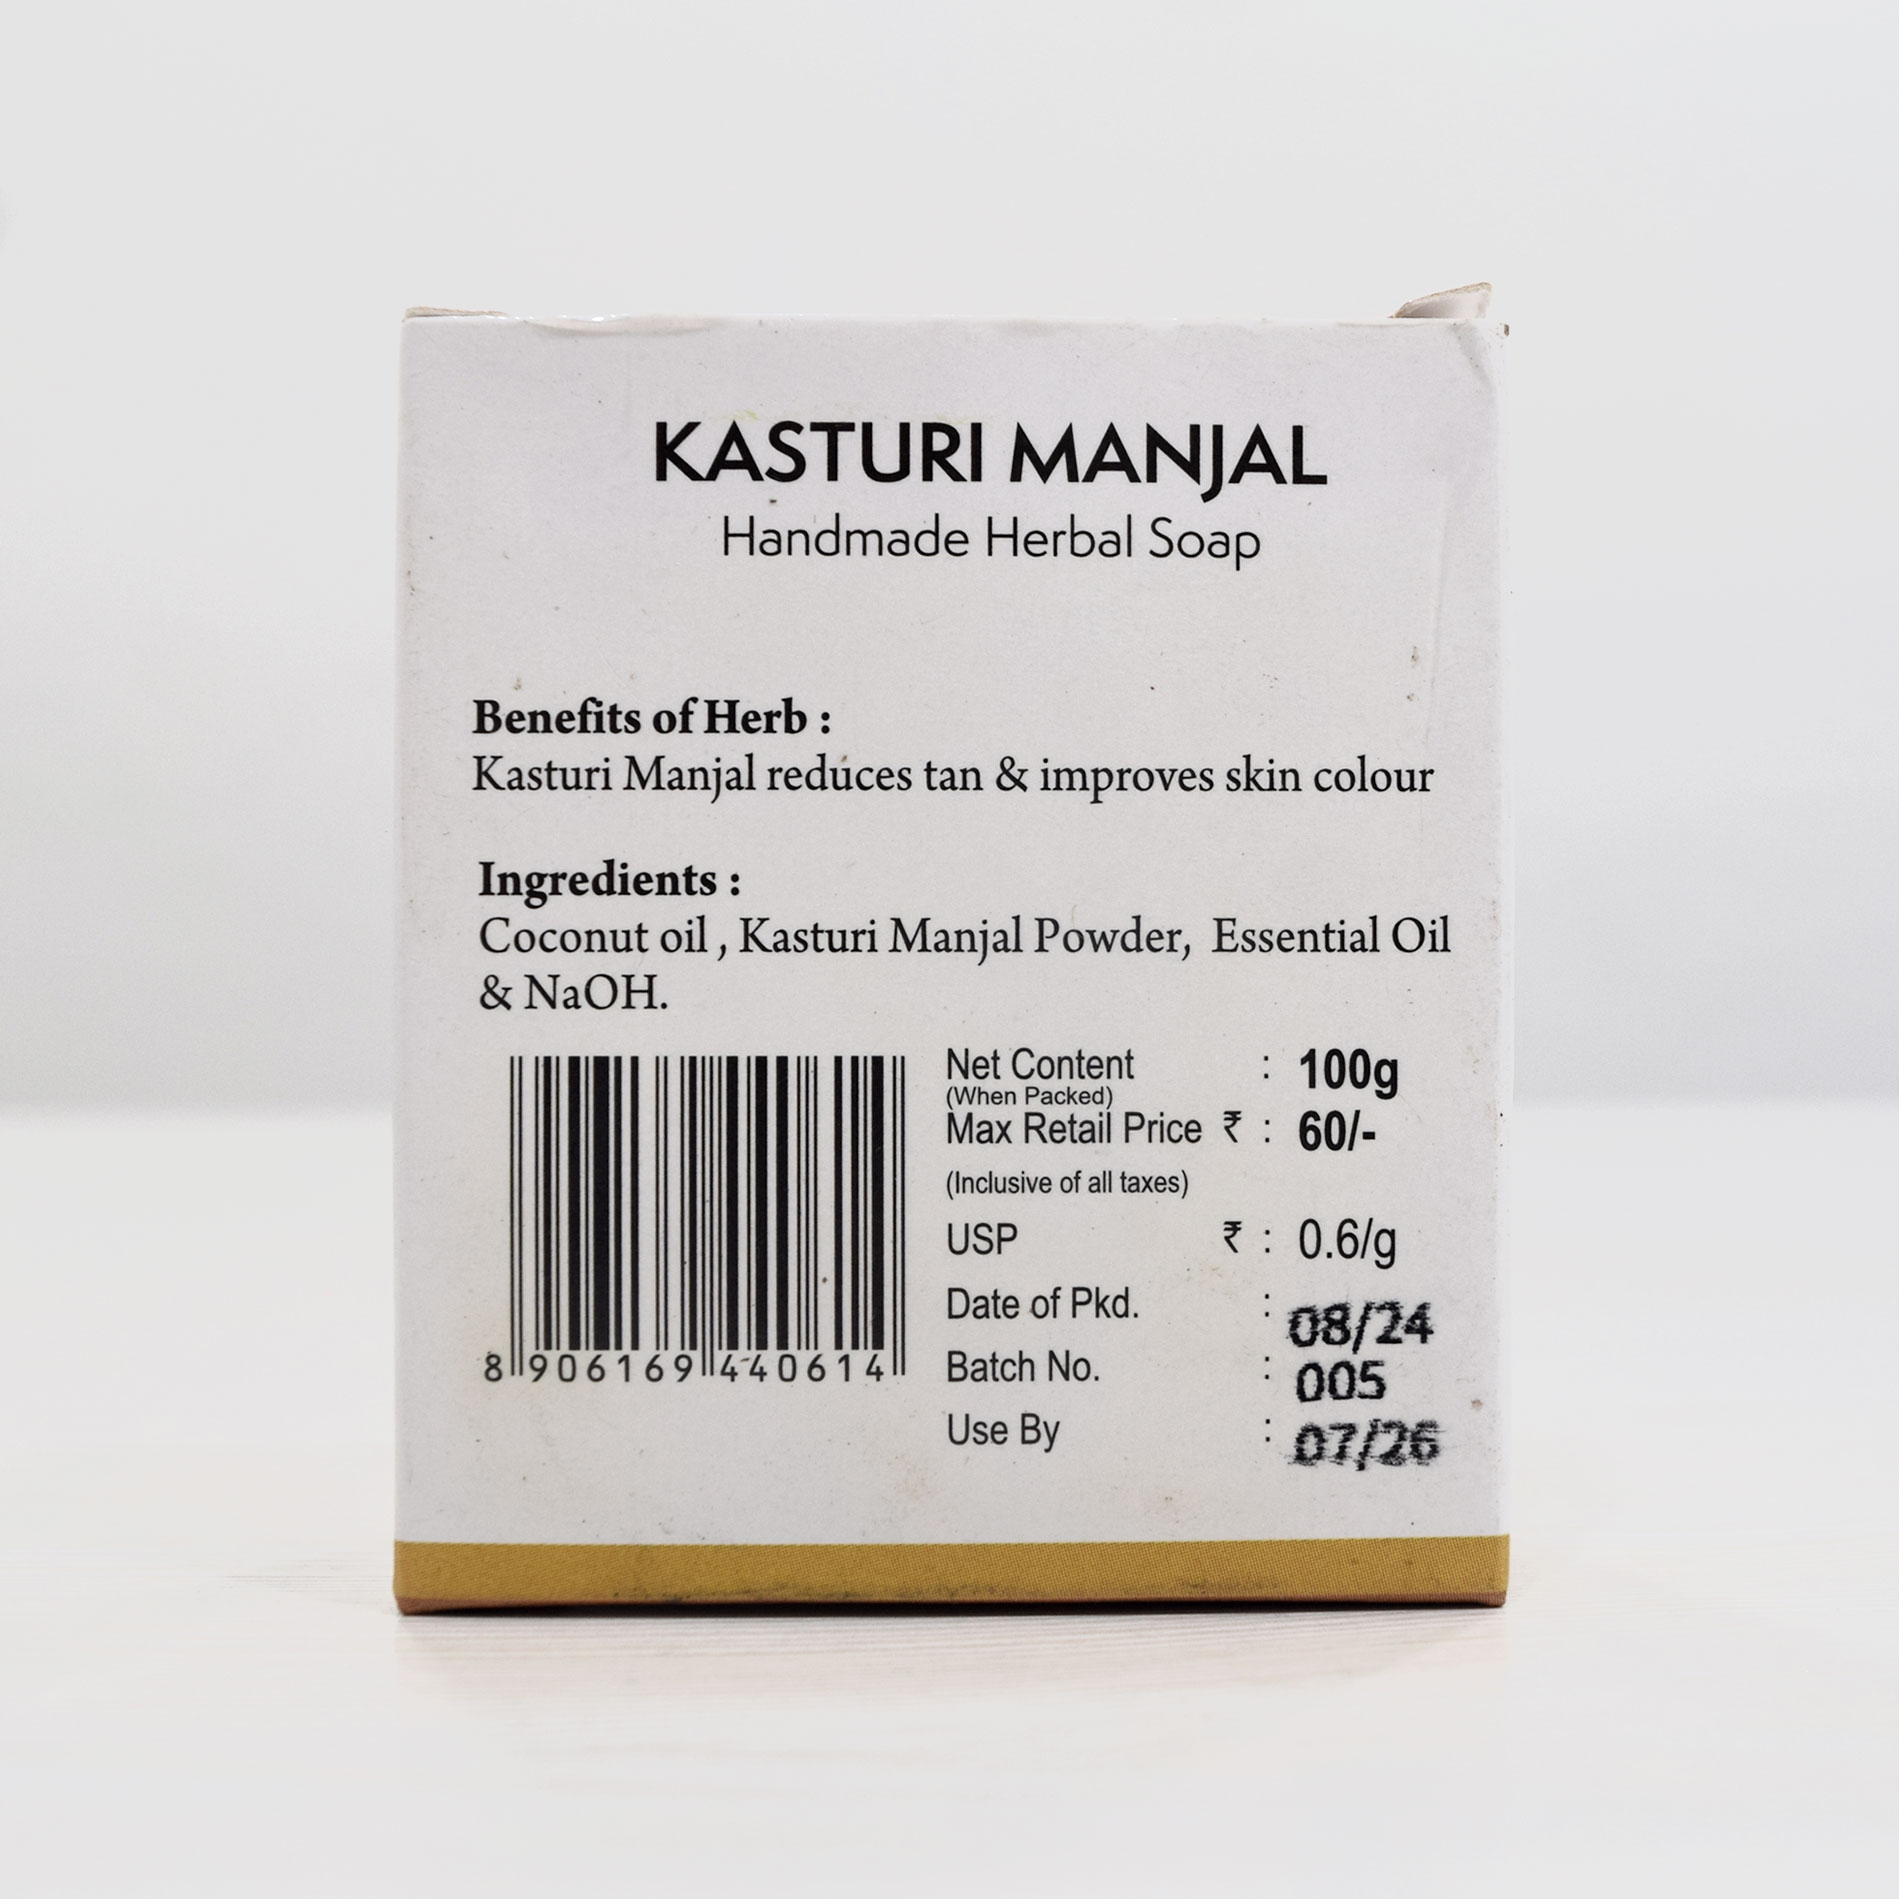 KASTURI MANJAL
Handmade Herbal Soap
Benefits of Herb :
Kasturi Manjal reduces tan & improves skin colour
Ingredients :
Coconut oil , Kasturi Manjal Powder, Essential Oil
& NaOH.
8 906169 440614
Net Content : 100g
(When Packed)
Max Retail Price ₹ : 60/-
(Inclusive of all taxes)
USP ₹ : 0.6/g
Date of Pkd. : 08/24
Batch No. : 005
Use By : 07/26